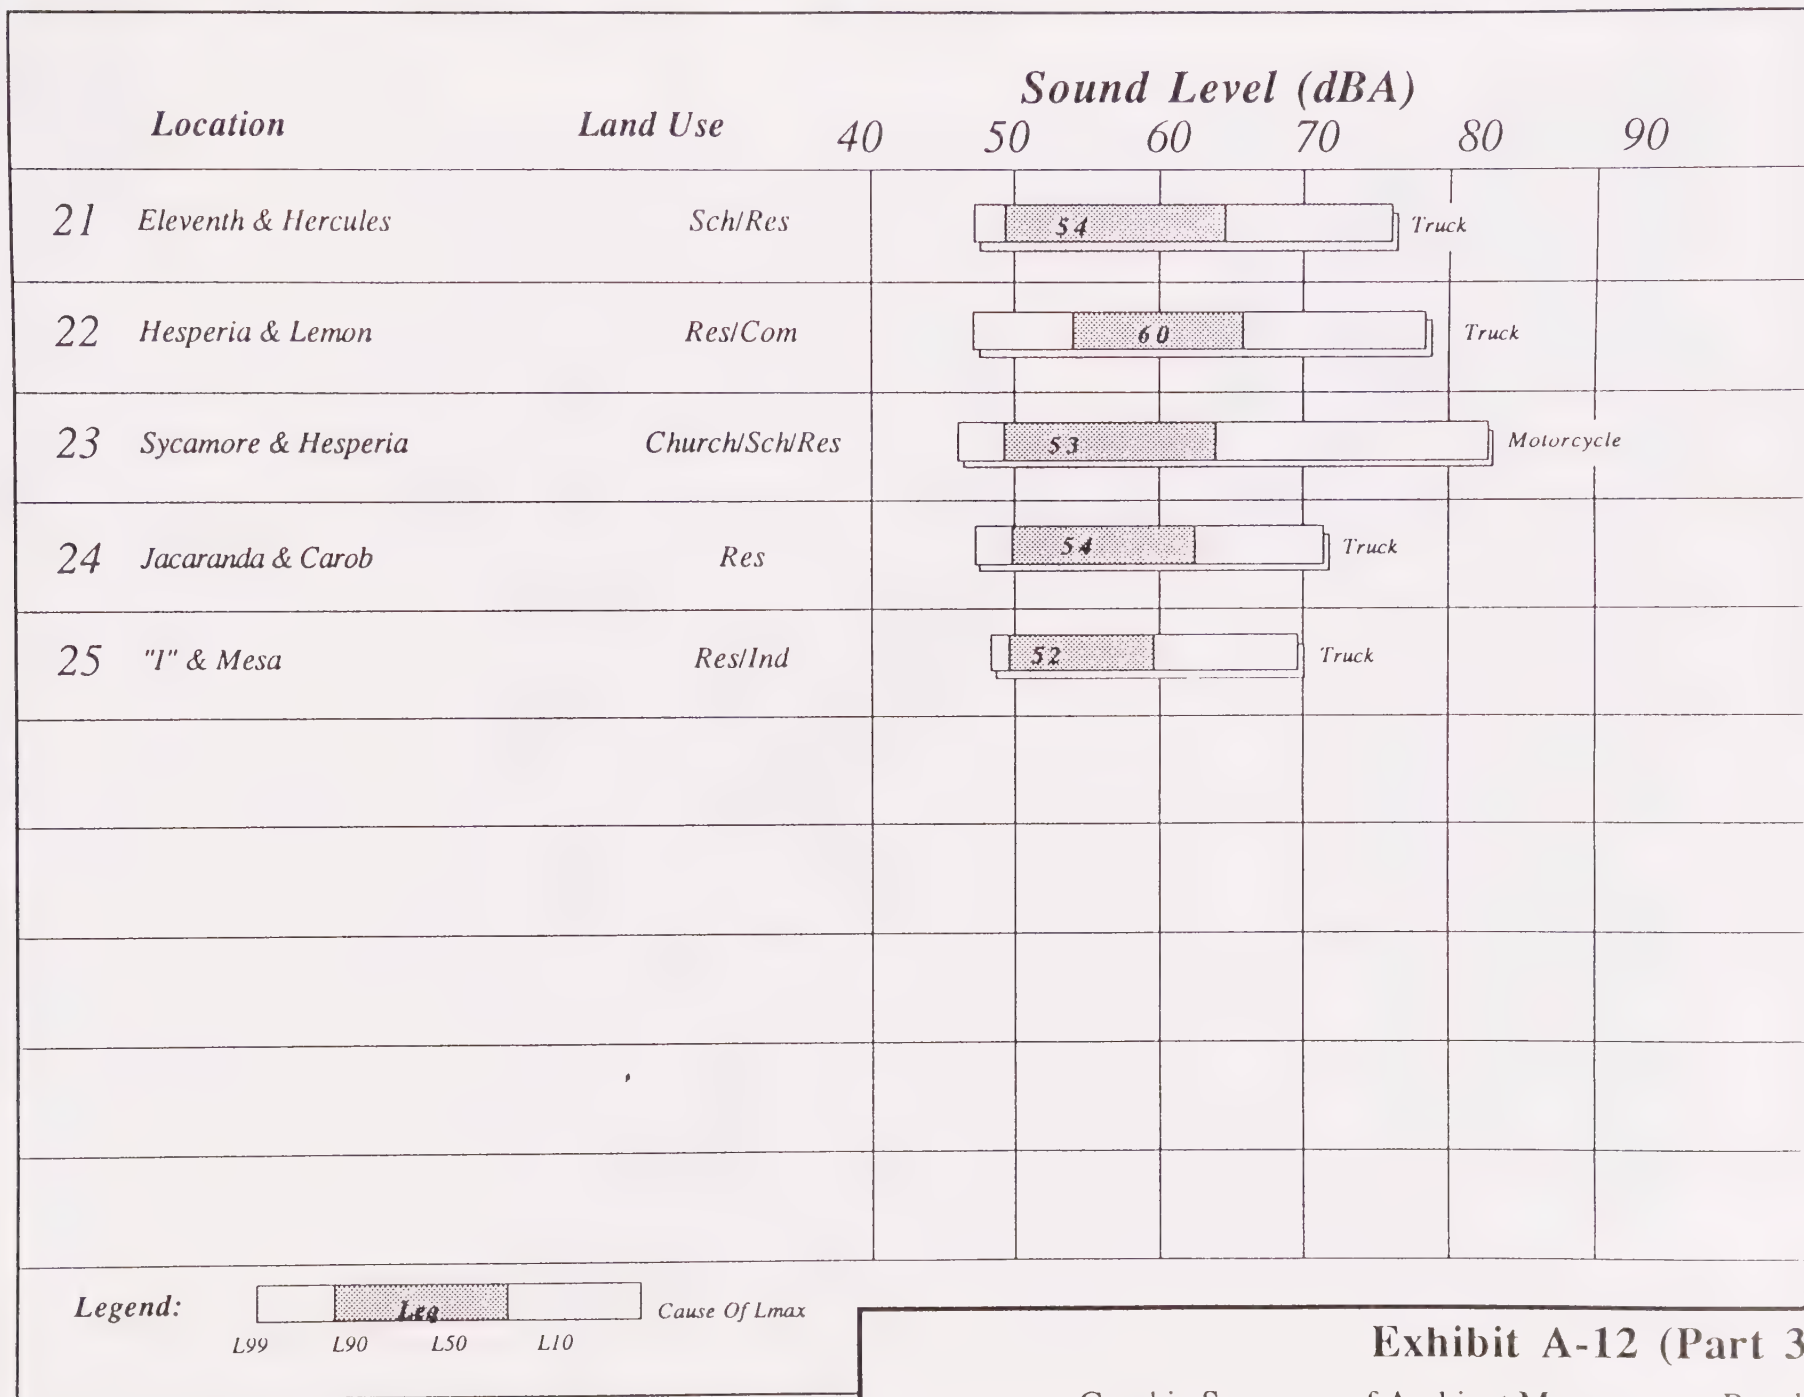 Sound Level (dBA)
Location Land Use 40 50 60 70 80 90
21 Eleventh & Hercules Sch/Res 54 Truck
22 Hesperia & Lemon Res/Com 60 Truck
23 Sycamore & Hesperia Church/Sch/Res 53 Motorcycle
24 Jacaranda & Carob Res 54 Truck
25 "I" & Mesa Res/Ind 52 Truck
Legend: Leq Cause Of Lmax
L99 L90 L50 L10
Exhibit A-12 (Part 3